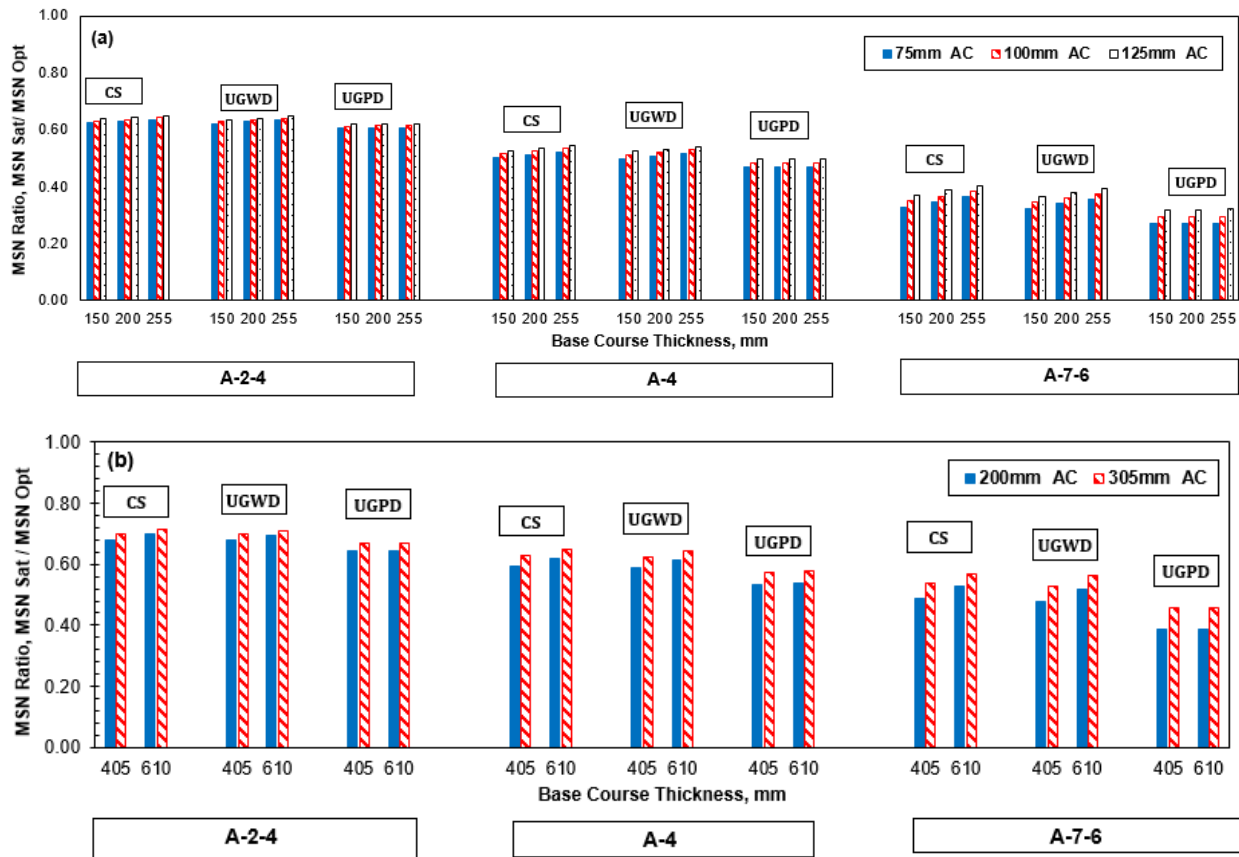 1.00
(a)
75mm AC 100mm AC 125mm AC
MSN Ratio, MSN Sat/ MSN Opt
0.80
CS UGWD UGPD
0.60
CS UGWD UGPD
0.40
CS UGWD UGPD
0.20
0.00
150 200 255 150 200 255 150 200 255 150 200 255 150 200 255 150 200 255 150 200 255 150 200 255 150 200 255
Base Course Thickness, mm
A-2-4 A-4 A-7-6
1.00
(b)
200mm AC 305mm AC
MSN Ratio, MSN Sat / MSN Opt
0.80
CS UGWD UGPD
CS UGWD UGPD
CS UGWD UGPD
0.60
0.40
0.20
0.00
405 610 405 610 405 610 405 610 405 610 405 610 405 610 405 610 405 610
Base Course Thickness, mm
A-2-4 A-4 A-7-6